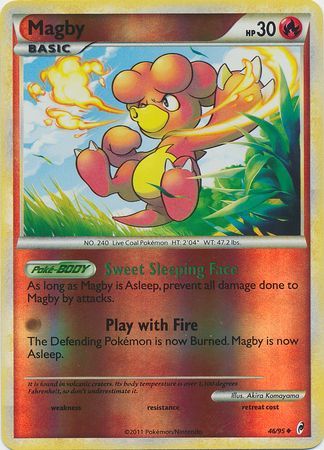 Magby
HP 30
BASIC
NO. 240 Live Coal Pokémon HT: 2'04" WT: 47.2 lbs.
Poké-BODY Sweet Sleeping Face
As long as Magby is Asleep, prevent all damage done to
Magby by attacks.
Play with Fire
The Defending Pokémon is now Burned. Magby is now
Asleep.
It is found in volcanic craters. Its body temperature is over 1,100 degrees
Fahrenheit, so don't underestimate it.
Illus. Akira Komayama
weakness resistance retreat cost
©2011 Pokémon/Nintendo
46/95